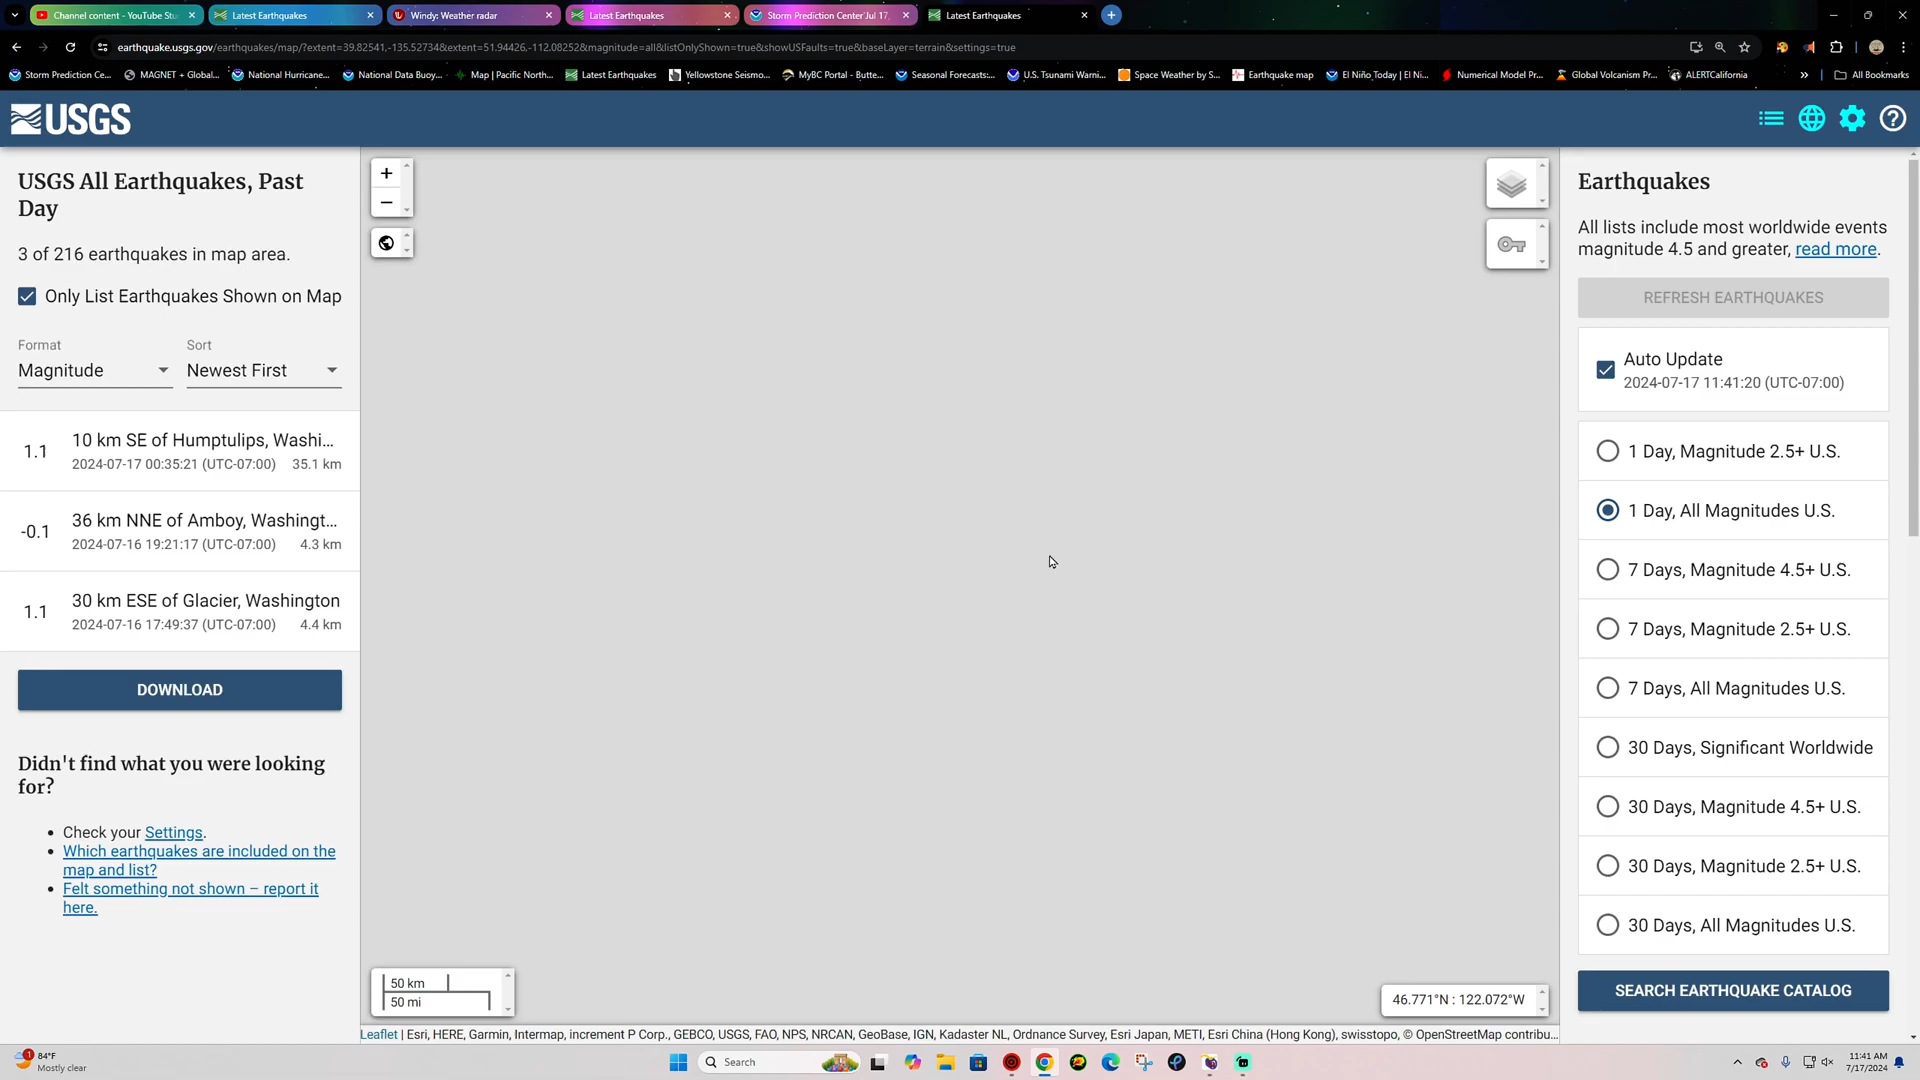 Channel content - YouTube Stu
Latest Earthquakes
Windy: Weather radar
Latest Earthquakes
Storm Prediction Center Jul 17,
Latest Earthquakes
earthquake.usgs.gov/earthquakes/map/?extent=39.82541,-135.52734&extent=51.94426,-112.08252&magnitude=all&listOnlyShown=true&showUSFaults=true&baseLayer=terrain&settings=true
Storm Prediction Ce...
MAGNET + Global...
National Hurricane...
National Data Buoy...
Map | Pacific North...
Latest Earthquakes
Yellowstone Seismo...
MyBC Portal - Butte...
Seasonal Forecasts:...
U.S. Tsunami Warni...
Space Weather by S...
Earthquake map
El Niño Today | El Ni...
Numerical Model Pr...
Global Volcanism Pr...
ALERTCalifornia
All Bookmarks
USGS
USGS All Earthquakes, Past
Day
3 of 216 earthquakes in map area.
Only List Earthquakes Shown on Map
Format
Magnitude
Sort
Newest First
1.1
10 km SE of Humptulips, Washi...
2024-07-17 00:35:21 (UTC-07:00) 35.1 km
-0.1
36 km NNE of Amboy, Washingt...
2024-07-16 19:21:17 (UTC-07:00) 4.3 km
1.1
30 km ESE of Glacier, Washington
2024-07-16 17:49:37 (UTC-07:00) 4.4 km
DOWNLOAD
Didn't find what you were looking
for?
Check your Settings.
Which earthquakes are included on the
map and list?
Felt something not shown – report it
here.
+
−
50 km
50 mi
46.771°N : 122.072°W
Leaflet | Esri, HERE, Garmin, Intermap, increment P Corp., GEBCO, USGS, FAO, NPS, NRCAN, GeoBase, IGN, Kadaster NL, Ordnance Survey, Esri Japan, METI, Esri China (Hong Kong), swisstopo, © OpenStreetMap contribu...
Earthquakes
All lists include most worldwide events
magnitude 4.5 and greater, read more.
REFRESH EARTHQUAKES
Auto Update
2024-07-17 11:41:20 (UTC-07:00)
1 Day, Magnitude 2.5+ U.S.
1 Day, All Magnitudes U.S.
7 Days, Magnitude 4.5+ U.S.
7 Days, Magnitude 2.5+ U.S.
7 Days, All Magnitudes U.S.
30 Days, Significant Worldwide
30 Days, Magnitude 4.5+ U.S.
30 Days, Magnitude 2.5+ U.S.
30 Days, All Magnitudes U.S.
SEARCH EARTHQUAKE CATALOG
1
84°F
Mostly clear
Search
11:41 AM
7/17/2024